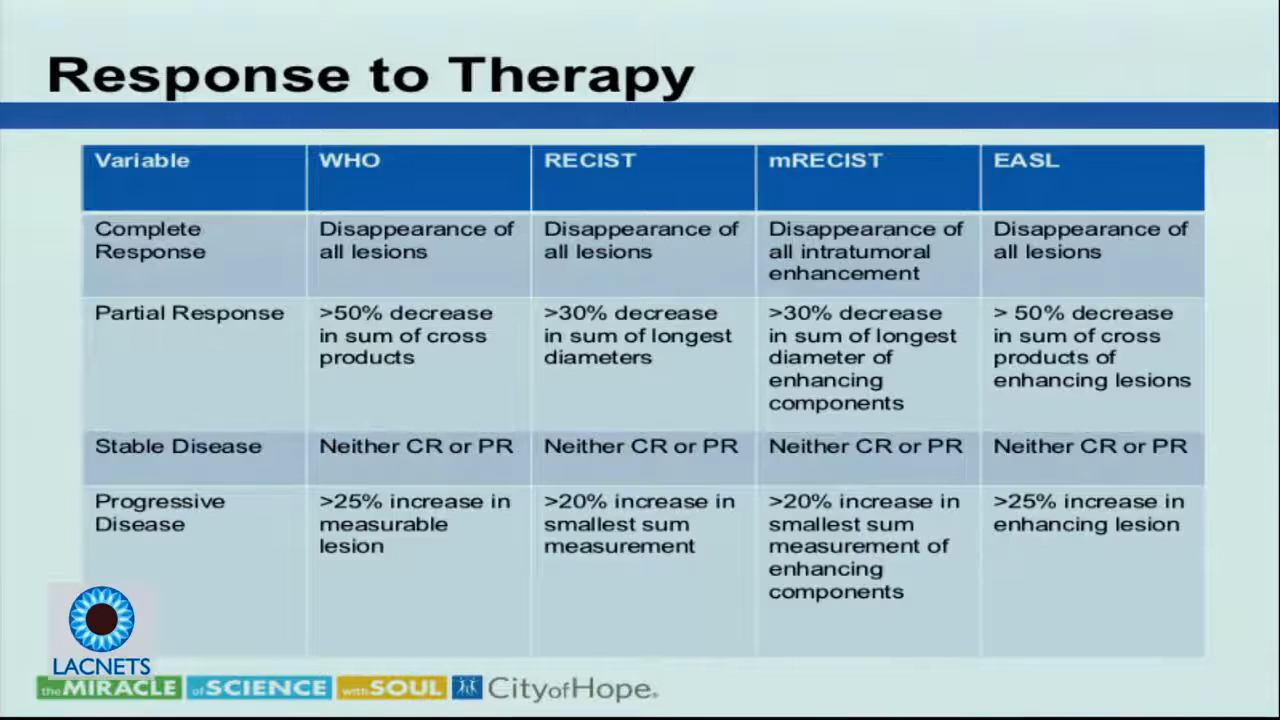 Response to Therapy
Variable
WHO
RECIST
mRECIST
EASL
Complete
Response
Disappearance of
all lesions
Disappearance of
all lesions
Disappearance of
all intratumoral
enhancement
Disappearance of
all lesions
Partial Response
>50% decrease
in sum of cross
products
>30% decrease
in sum of longest
diameters
>30% decrease
in sum of longest
diameter of
enhancing
components
> 50% decrease
in sum of cross
products of
enhancing lesions
Stable Disease
Neither CR or PR
Neither CR or PR
Neither CR or PR
Neither CR or PR
Progressive
Disease
>25% increase in
measurable
lesion
>20% increase in
smallest sum
measurement
>20% increase in
smallest sum
measurement of
enhancing
components
>25% increase in
enhancing lesion
LACNETS
the MIRACLE of SCIENCE with SOUL CityofHope®